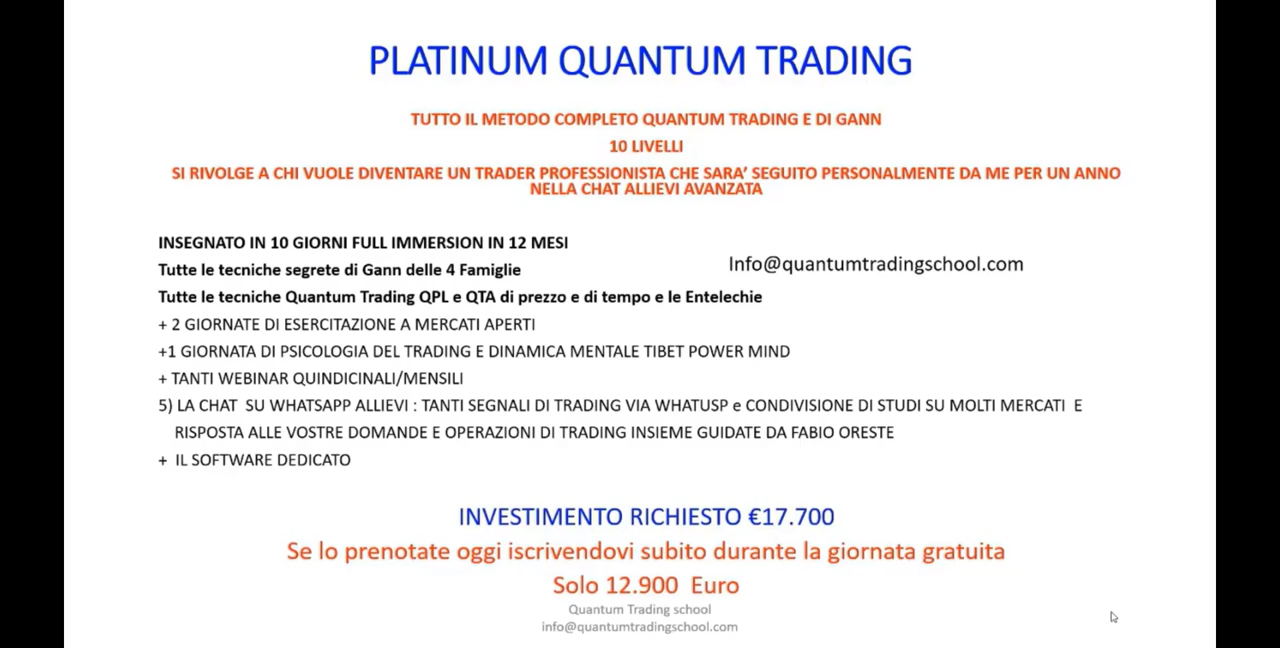 PLATINUM QUANTUM TRADING
TUTTO IL METODO COMPLETO QUANTUM TRADING E DI GANN
10 LIVELLI
SI RIVOLGE A CHI VUOLE DIVENTARE UN TRADER PROFESSIONISTA CHE SARA' SEGUITO PERSONALMENTE DA ME PER UN ANNO
NELLA CHAT ALLIEVI AVANZATA
INSEGNATO IN 10 GIORNI FULL IMMERSION IN 12 MESI
Info@quantumtradingschool.com
Tutte le tecniche segrete di Gann delle 4 Famiglie
Tutte le tecniche Quantum Trading QPL e QTA di prezzo e di tempo e le Entelechie
+ 2 GIORNATE DI ESERCITAZIONE A MERCATI APERTI
+1 GIORNATA DI PSICOLOGIA DEL TRADING E DINAMICA MENTALE TIBET POWER MIND
+ TANTI WEBINAR QUINDICINALI/MENSILI
5) LA CHAT SU WHATSAPP ALLIEVI : TANTI SEGNALI DI TRADING VIA WHATUSP e CONDIVISIONE DI STUDI SU MOLTI MERCATI E
RISPOSTA ALLE VOSTRE DOMANDE E OPERAZIONI DI TRADING INSIEME GUIDATE DA FABIO ORESTE
+ IL SOFTWARE DEDICATO
INVESTIMENTO RICHIESTO €17.700
Se lo prenotate oggi iscrivendovi subito durante la giornata gratuita
Solo 12.900 Euro
Quantum Trading school
info@quantumtradingschool.com